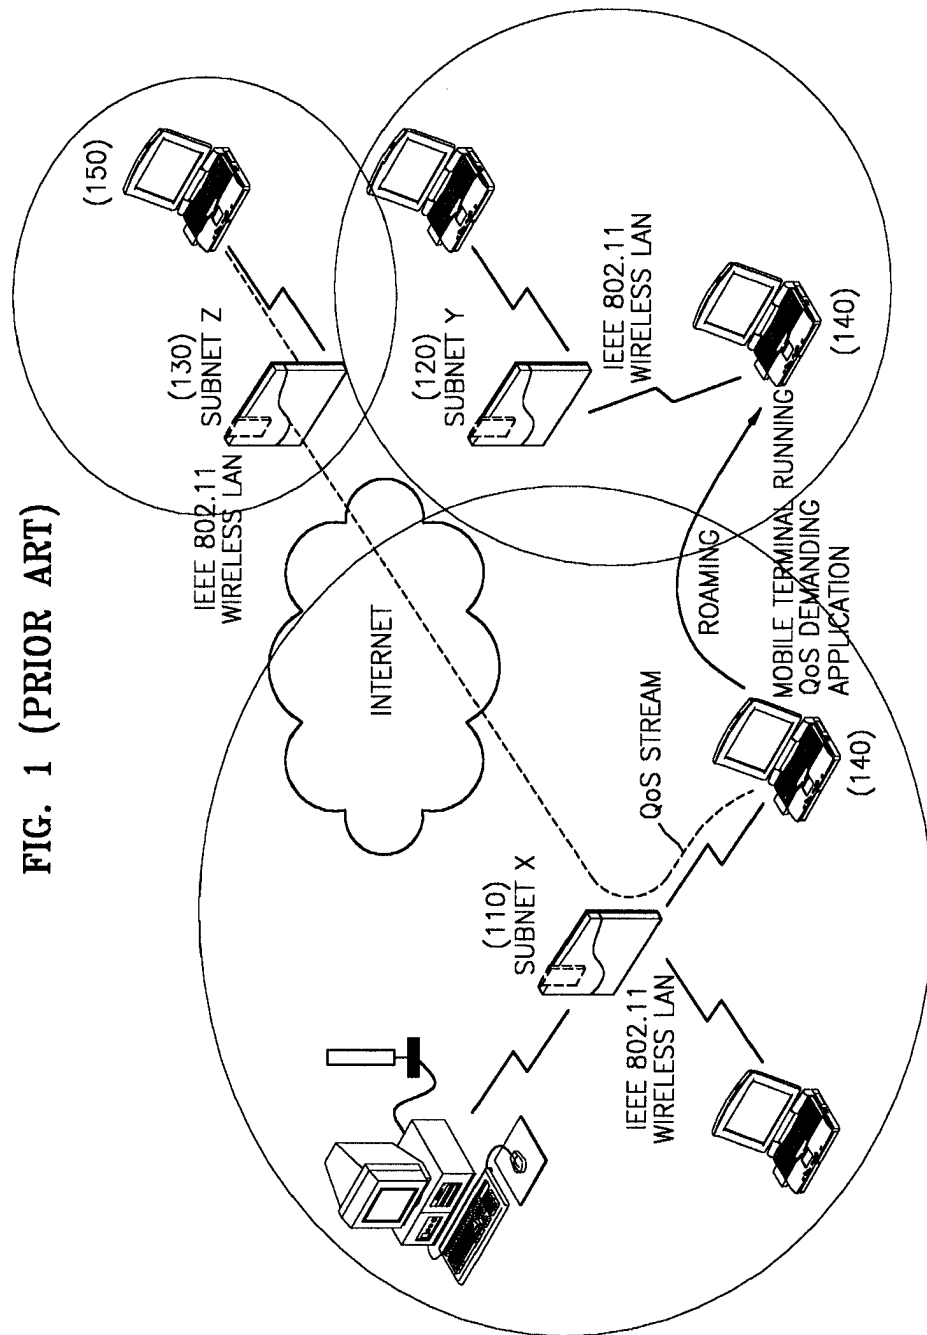 FIG. 1 (PRIOR ART)
(150)
(130)
SUBNET Z
IEEE 802.11
WIRELESS LAN
INTERNET
(120)
SUBNET Y
IEEE 802.11
WIRELESS LAN
(110)
SUBNET X
QoS STREAM
ROAMING
IEEE 802.11
WIRELESS LAN
(140)
MOBILE TERMINAL RUNNING
QoS DEMANDING
APPLICATION
(140)